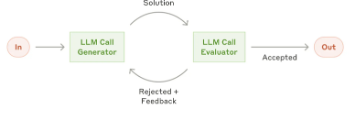 Solution
In
LLM Call
Generator
LLM Call
Evaluator
Accepted
Out
Rejected +
Feedback